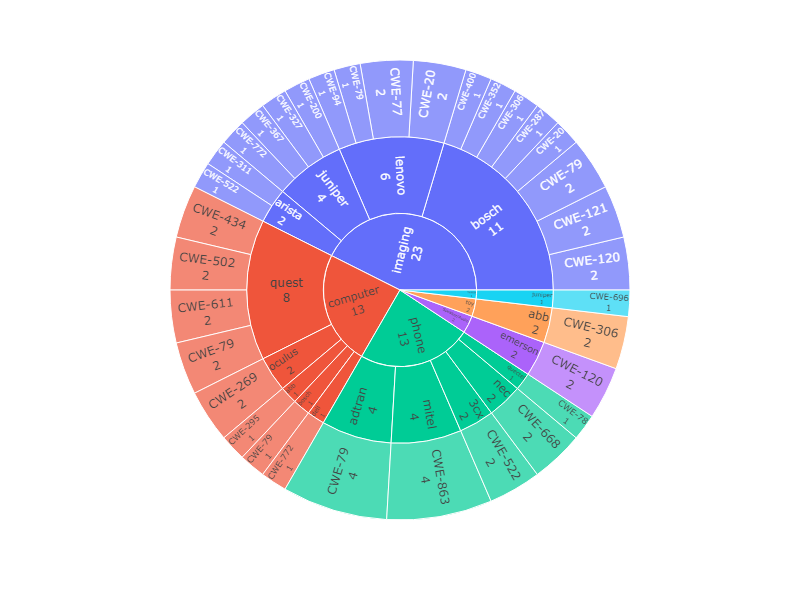 imaging
23
computer
13
phone
13
bosch
11
lenovo
6
juniper
4
arista
2
quest
8
oculus
2
adtran
4
mitel
4
3cx
2
nec
2
emerson
2
abb
2
juniper
1
CWE-120
2
CWE-121
2
CWE-79
2
CWE-20
1
CWE-287
1
CWE-306
1
CWE-352
1
CWE-400
1
CWE-20
2
CWE-77
2
CWE-79
1
CWE-94
1
CWE-200
1
CWE-327
1
CWE-367
1
CWE-772
1
CWE-311
1
CWE-522
1
CWE-434
2
CWE-502
2
CWE-611
2
CWE-79
2
CWE-269
2
CWE-295
1
CWE-79
1
CWE-772
1
CWE-79
4
CWE-863
4
CWE-522
2
CWE-668
2
CWE-78
1
CWE-120
2
CWE-306
2
CWE-696
1